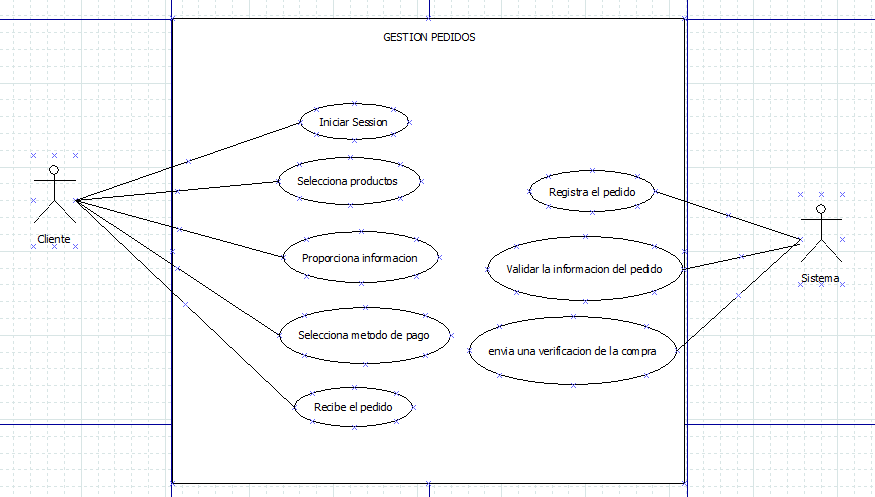 GESTION PEDIDOS
Iniciar Session
Selecciona productos
Registra el pedido
Cliente
Proporciona informacion
Validar la informacion del pedido
Sistema
Selecciona metodo de pago
envia una verificacion de la compra
Recibe el pedido